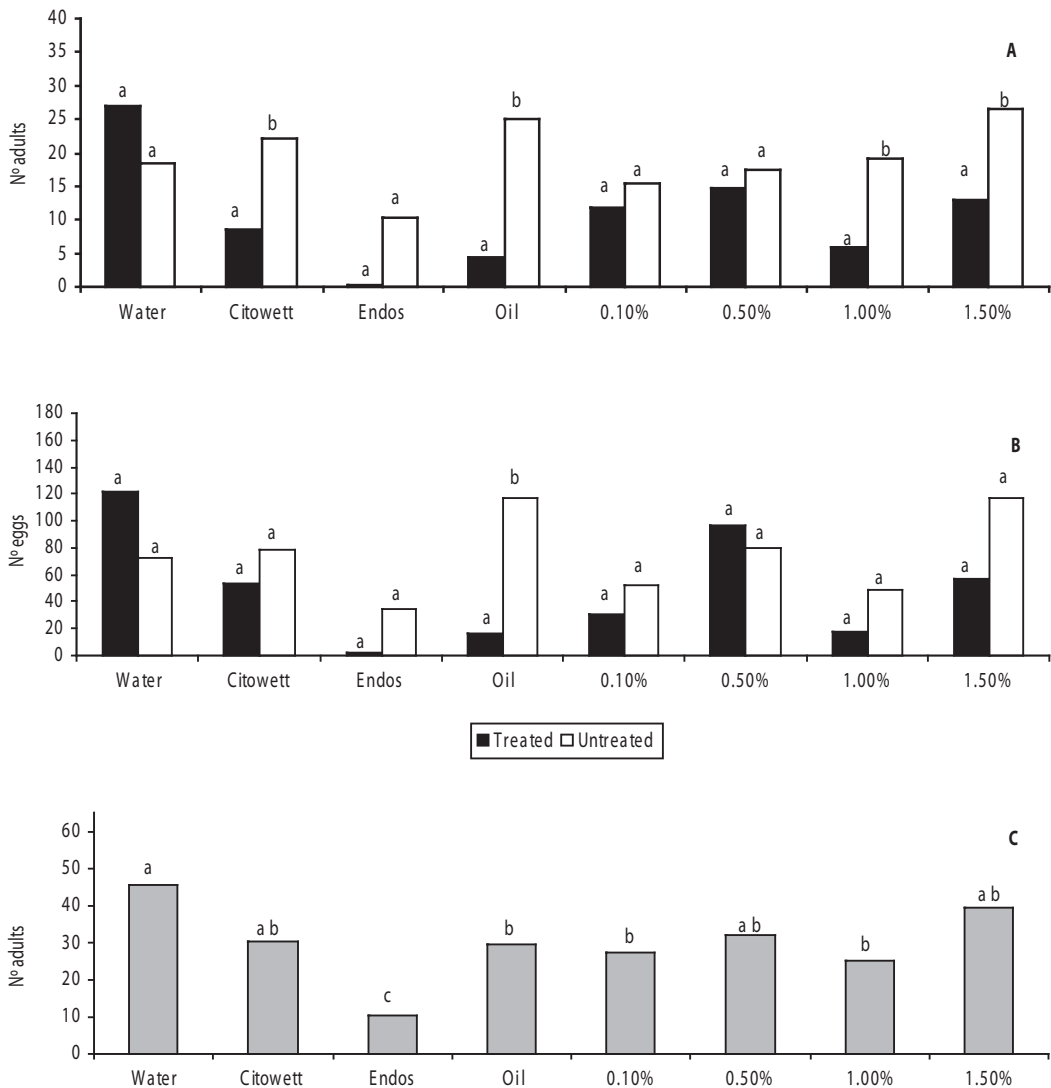 A
Nº adults
40
35
30
25
20
15
10
5
0
a
a
a
b
a
a
a
b
a
a
a
a
a
b
a
b
Water Citowett Endos Oil 0.10% 0.50% 1.00% 1.50%
B
Nº eggs
180
160
140
120
100
80
60
40
20
0
a
a
a
a
a
a
a
b
a
a
a
a
a
a
a
a
Water Citowett Endos Oil 0.10% 0.50% 1.00% 1.50%
Treated Untreated
C
Nº adults
60
50
40
30
20
10
0
a
a b
c
b
b
a b
b
a b
Water Citowett Endos Oil 0.10% 0.50% 1.00% 1.50%